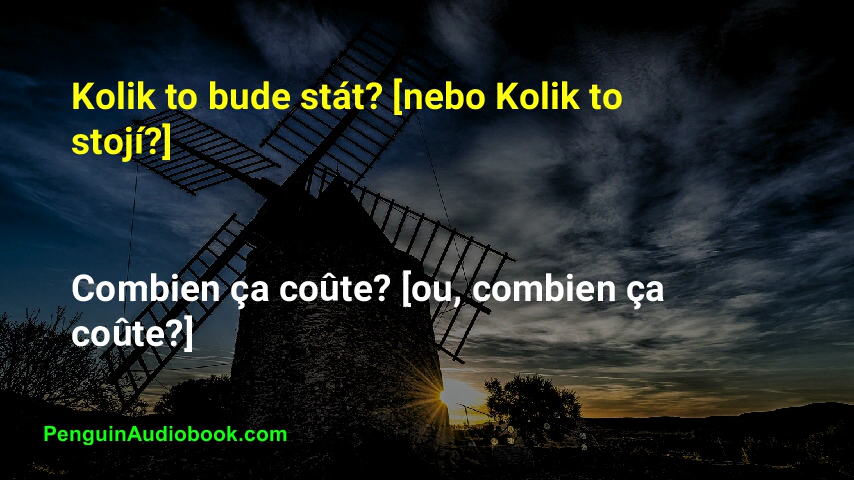 Kolik to bude stát? [nebo Kolik to
stojí?]
Combien ça coûte? [ou, combien ça
coûte?]
PenguinAudiobook.com